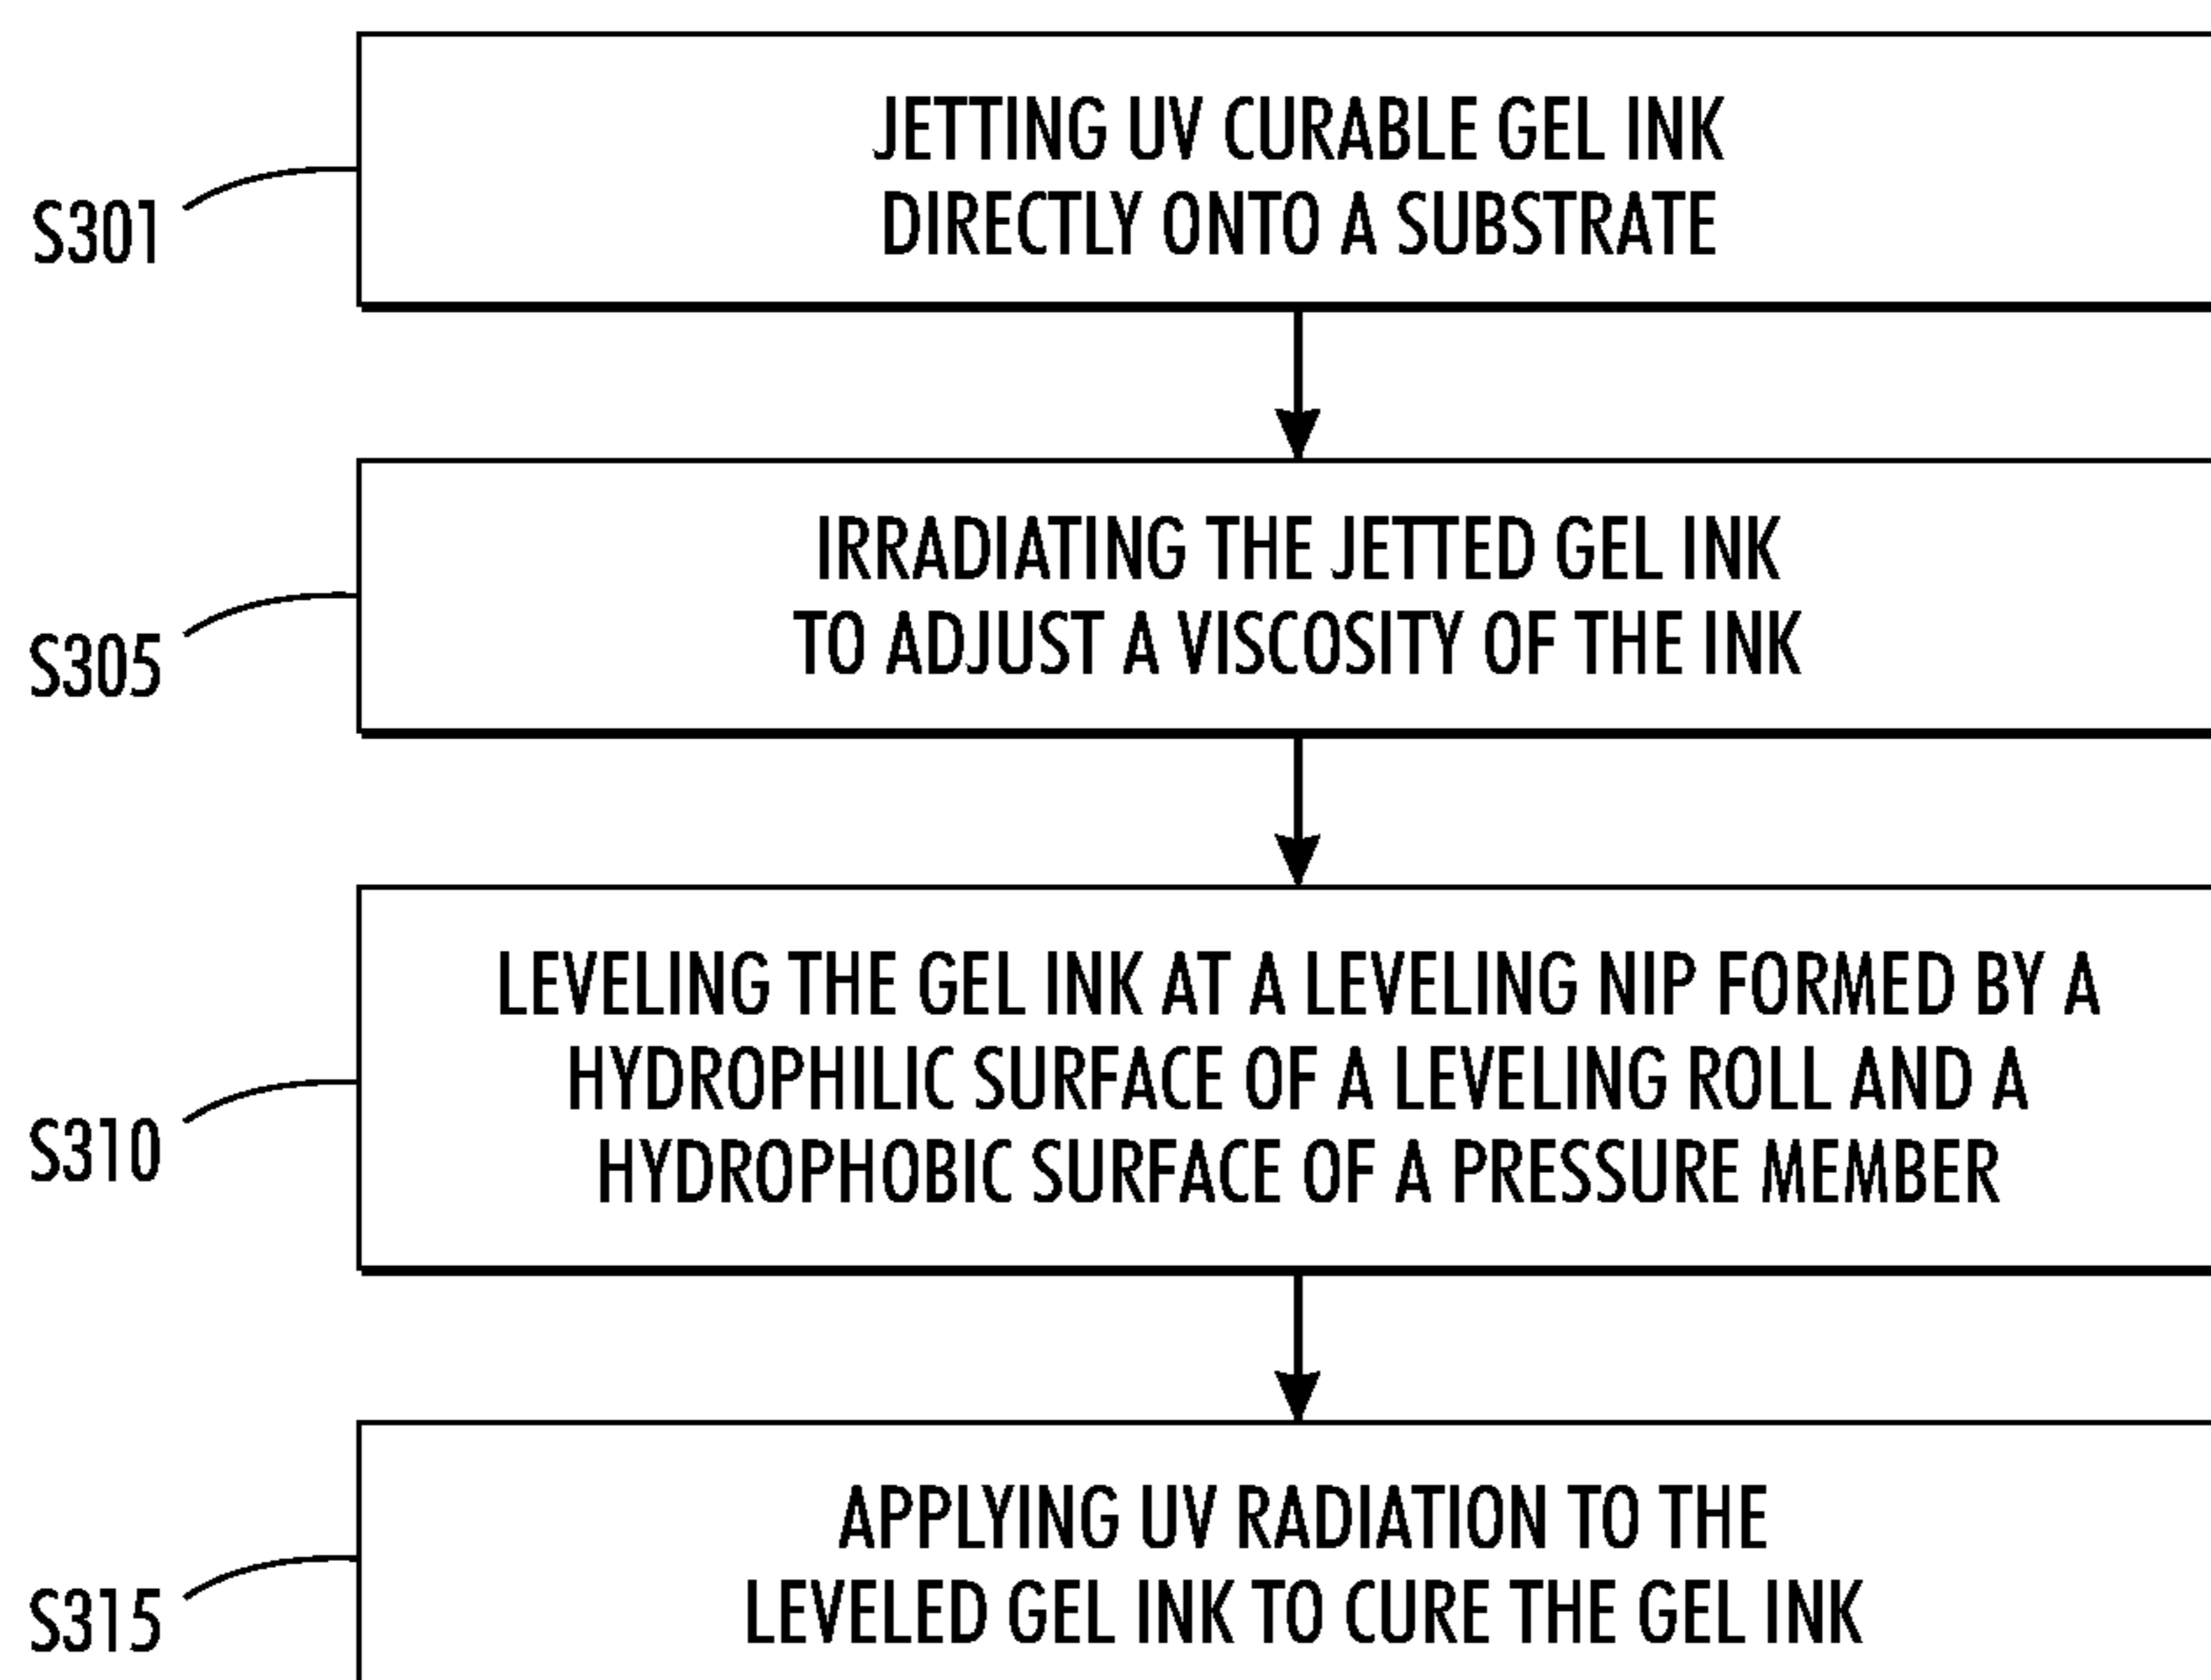 JETTING UV CURABLE GEL INK
DIRECTLY ONTO A SUBSTRATE
S301
IRRADIATING THE JETTED GEL INK
TO ADJUST A VISCOSITY OF THE INK
S305
LEVELING THE GEL INK AT A LEVELING NIP FORMED BY A
HYDROPHILIC SURFACE OF A LEVELING ROLL AND A
HYDROPHOBIC SURFACE OF A PRESSURE MEMBER
S310
APPLYING UV RADIATION TO THE
LEVELED GEL INK TO CURE THE GEL INK
S315